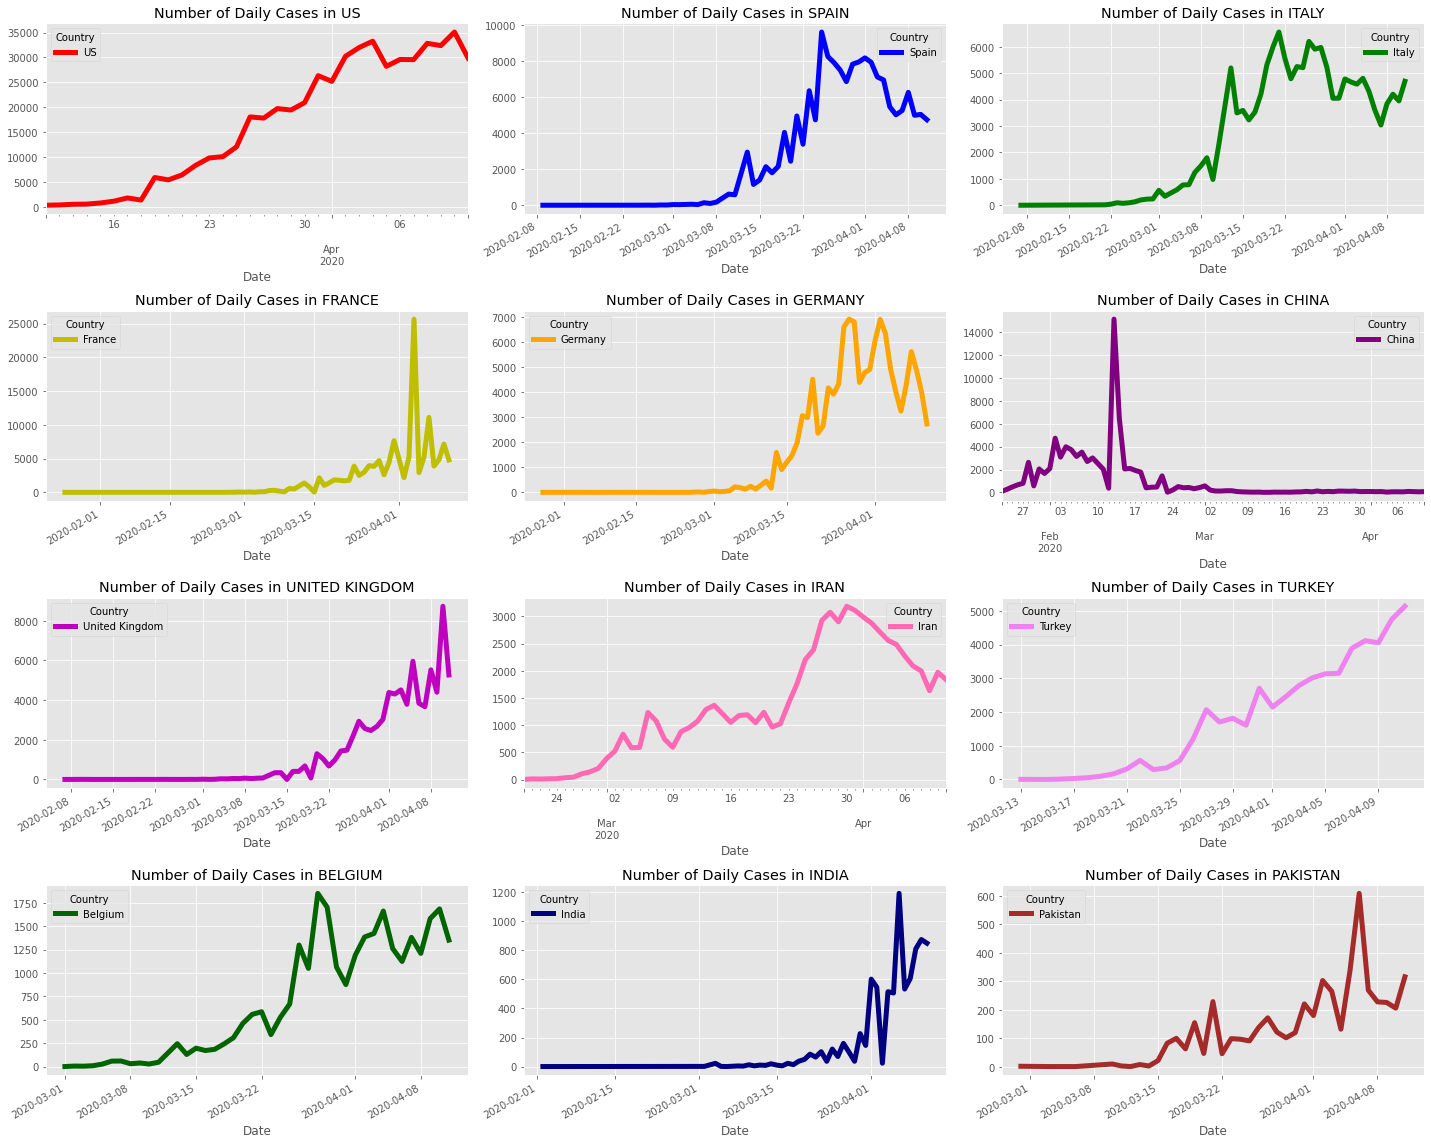 Number of Daily Cases in US
Country
US
35000
30000
25000
20000
15000
10000
5000
0
16 23 30 06
Apr
2020
Date
Number of Daily Cases in SPAIN
Country
Spain
10000
8000
6000
4000
2000
0
2020-02-08 2020-02-15 2020-02-22 2020-03-01 2020-03-08 2020-03-15 2020-03-22 2020-04-01 2020-04-08
Date
Number of Daily Cases in ITALY
Country
Italy
6000
5000
4000
3000
2000
1000
0
2020-02-08 2020-02-15 2020-02-22 2020-03-01 2020-03-08 2020-03-15 2020-03-22 2020-04-01 2020-04-08
Date
Number of Daily Cases in FRANCE
Country
France
25000
20000
15000
10000
5000
0
2020-02-01 2020-02-15 2020-03-01 2020-03-15 2020-04-01
Date
Number of Daily Cases in GERMANY
Country
Germany
7000
6000
5000
4000
3000
2000
1000
0
2020-02-01 2020-02-15 2020-03-01 2020-03-15 2020-04-01
Date
Number of Daily Cases in CHINA
Country
China
14000
12000
10000
8000
6000
4000
2000
0
27 03 10 17 24 02 09 16 23 30 06
Feb Mar Apr
2020
Date
Number of Daily Cases in UNITED KINGDOM
Country
United Kingdom
8000
6000
4000
2000
0
2020-02-08 2020-02-15 2020-02-22 2020-03-01 2020-03-08 2020-03-15 2020-03-22 2020-04-01 2020-04-08
Date
Number of Daily Cases in IRAN
Country
Iran
3000
2500
2000
1500
1000
500
0
24 02 09 16 23 30 06
Mar Apr
2020
Date
Number of Daily Cases in TURKEY
Country
Turkey
5000
4000
3000
2000
1000
0
2020-03-13 2020-03-17 2020-03-21 2020-03-25 2020-03-29 2020-04-01 2020-04-05 2020-04-09
Date
Number of Daily Cases in BELGIUM
Country
Belgium
1750
1500
1250
1000
750
500
250
0
2020-03-01 2020-03-08 2020-03-15 2020-03-22 2020-04-01 2020-04-08
Date
Number of Daily Cases in INDIA
Country
India
1200
1000
800
600
400
200
0
2020-02-01 2020-02-15 2020-03-01 2020-03-15 2020-04-01
Date
Number of Daily Cases in PAKISTAN
Country
Pakistan
600
500
400
300
200
100
0
2020-03-01 2020-03-08 2020-03-15 2020-03-22 2020-04-01 2020-04-08
Date